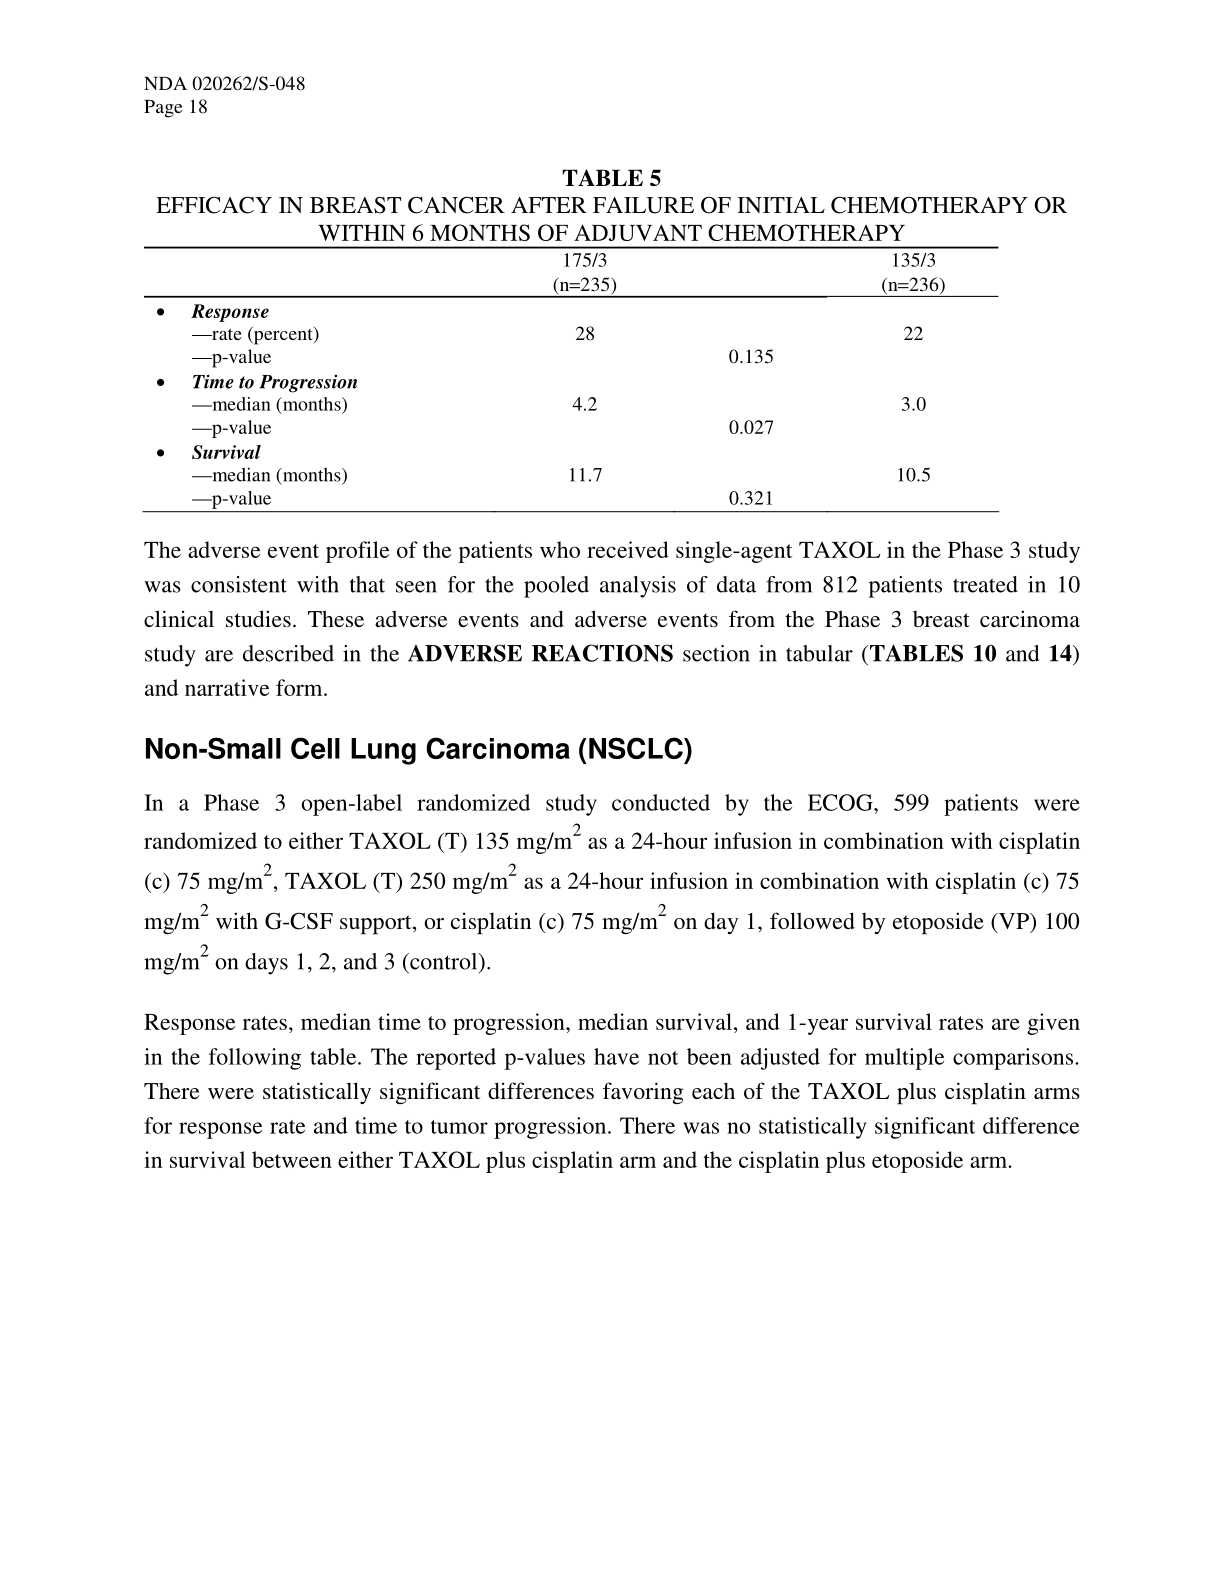 NDA 020262/S-048
Page 18
TABLE 5
EFFICACY IN BREAST CANCER AFTER FAILURE OF INITIAL CHEMOTHERAPY OR
WITHIN 6 MONTHS OF ADJUVANT CHEMOTHERAPY
175/3 135/3
(n=235) (n=236)
• Response
—rate (percent) 28 22
—p-value 0.135
• Time to Progression
—median (months) 4.2 3.0
—p-value 0.027
• Survival
—median (months) 11.7 10.5
—p-value 0.321
The adverse event profile of the patients who received single-agent TAXOL in the Phase 3 study
was consistent with that seen for the pooled analysis of data from 812 patients treated in 10
clinical studies. These adverse events and adverse events from the Phase 3 breast carcinoma
study are described in the ADVERSE REACTIONS section in tabular (TABLES 10 and 14)
and narrative form.
Non-Small Cell Lung Carcinoma (NSCLC)
In a Phase 3 open-label randomized study conducted by the ECOG, 599 patients were
randomized to either TAXOL (T) 135 mg/m² as a 24-hour infusion in combination with cisplatin
(c) 75 mg/m², TAXOL (T) 250 mg/m² as a 24-hour infusion in combination with cisplatin (c) 75
mg/m² with G-CSF support, or cisplatin (c) 75 mg/m² on day 1, followed by etoposide (VP) 100
mg/m² on days 1, 2, and 3 (control).
Response rates, median time to progression, median survival, and 1-year survival rates are given
in the following table. The reported p-values have not been adjusted for multiple comparisons.
There were statistically significant differences favoring each of the TAXOL plus cisplatin arms
for response rate and time to tumor progression. There was no statistically significant difference
in survival between either TAXOL plus cisplatin arm and the cisplatin plus etoposide arm.